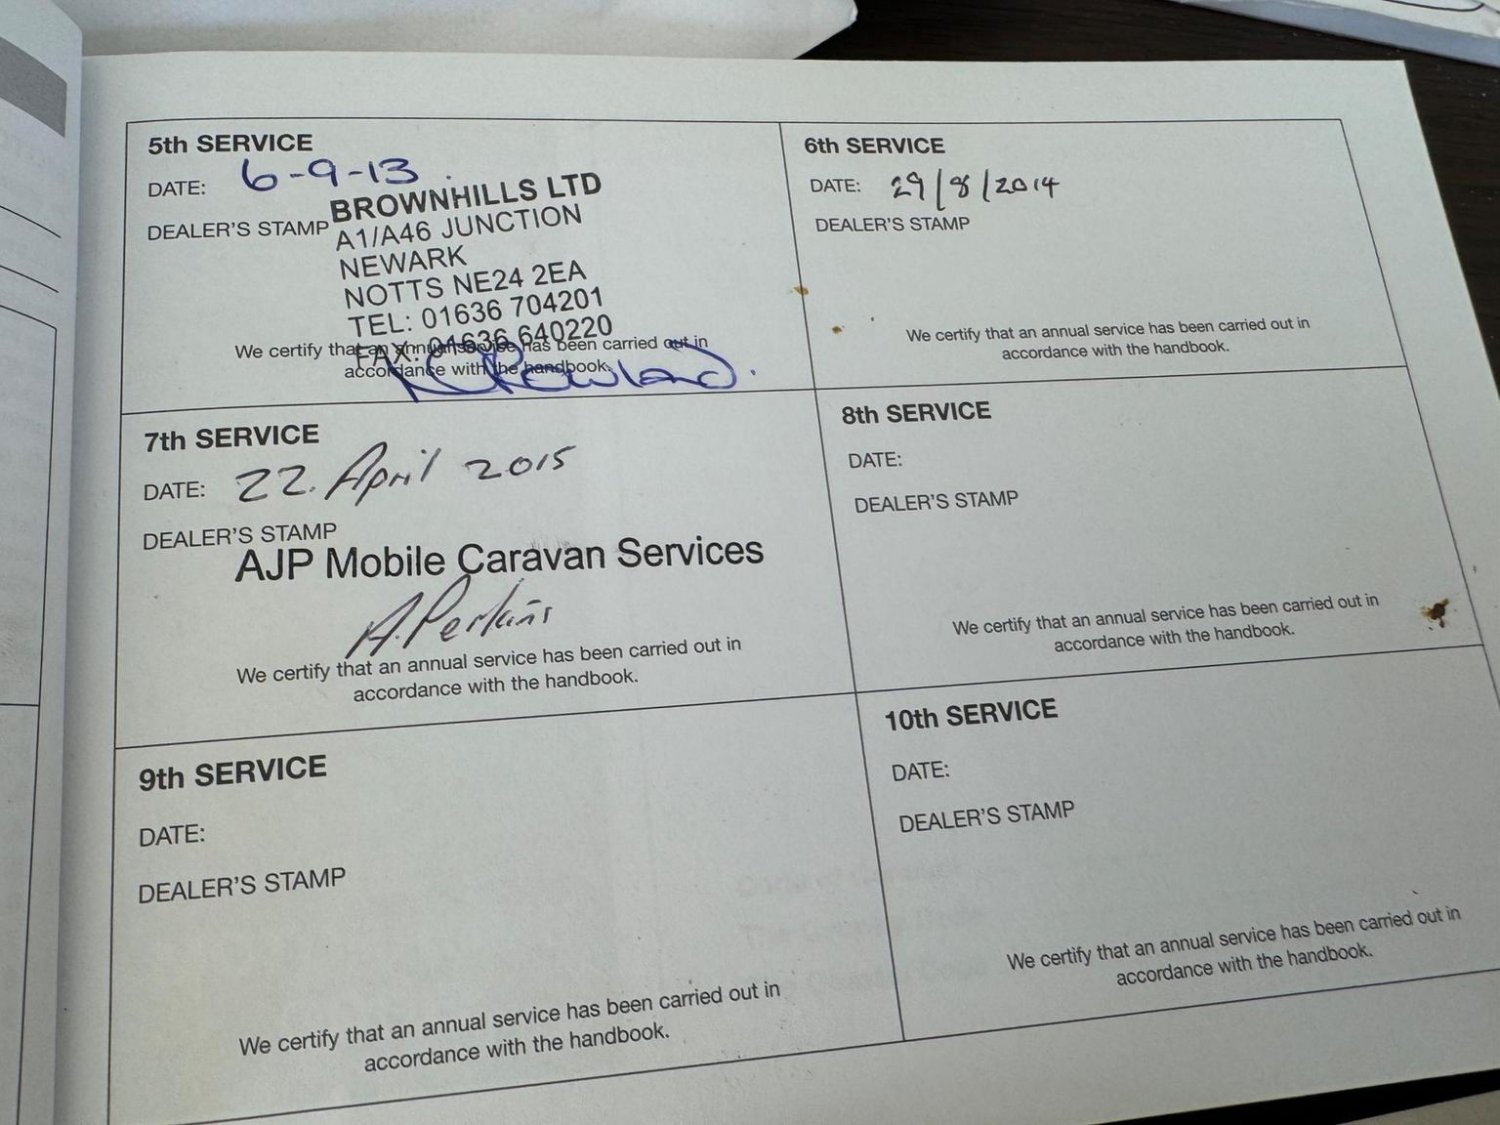 5th SERVICE
DATE: 6-9-13
DEALER'S STAMP
BROWNHILLS LTD
A1/A46 JUNCTION
NEWARK
NOTTS NE24 2EA
TEL: 01636 704201
FAX: 01636 640220
We certify that an annual service has been carried out in
accordance with the handbook.
6th SERVICE
DATE: 29/8/2014
DEALER'S STAMP
We certify that an annual service has been carried out in
accordance with the handbook.
7th SERVICE
DATE: 22. April 2015
DEALER'S STAMP
AJP Mobile Caravan Services
A. Perkins
We certify that an annual service has been carried out in
accordance with the handbook.
8th SERVICE
DATE:
DEALER'S STAMP
We certify that an annual service has been carried out in
accordance with the handbook.
9th SERVICE
DATE:
DEALER'S STAMP
We certify that an annual service has been carried out in
accordance with the handbook.
10th SERVICE
DATE:
DEALER'S STAMP
We certify that an annual service has been carried out in
accordance with the handbook.